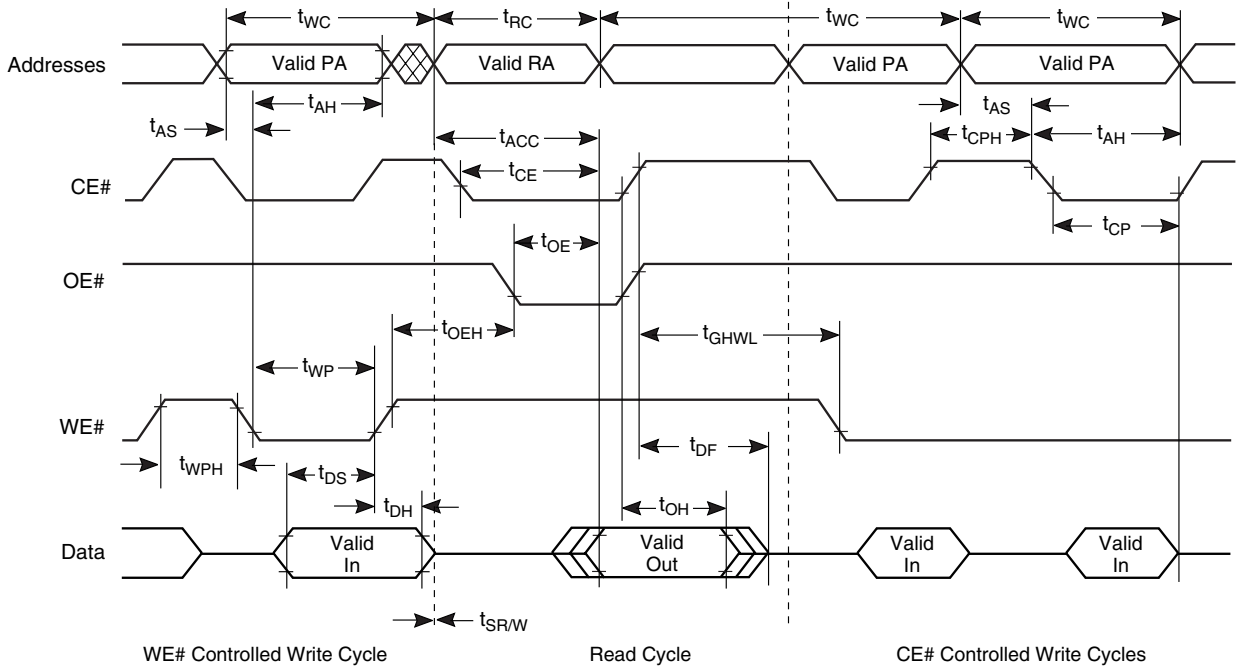 tWC tRC tWC tWC
Addresses Valid PA Valid RA Valid PA Valid PA
tAH tAS
tAS tACC tCPH tAH
CE# tCE
tCP
tOE
OE#
tOEH tGHWL
tWP
WE#
tWPH tDS tDF
tDH tOH
Data Valid In Valid Out Valid In Valid In
tSR/W
WE# Controlled Write Cycle Read Cycle CE# Controlled Write Cycles